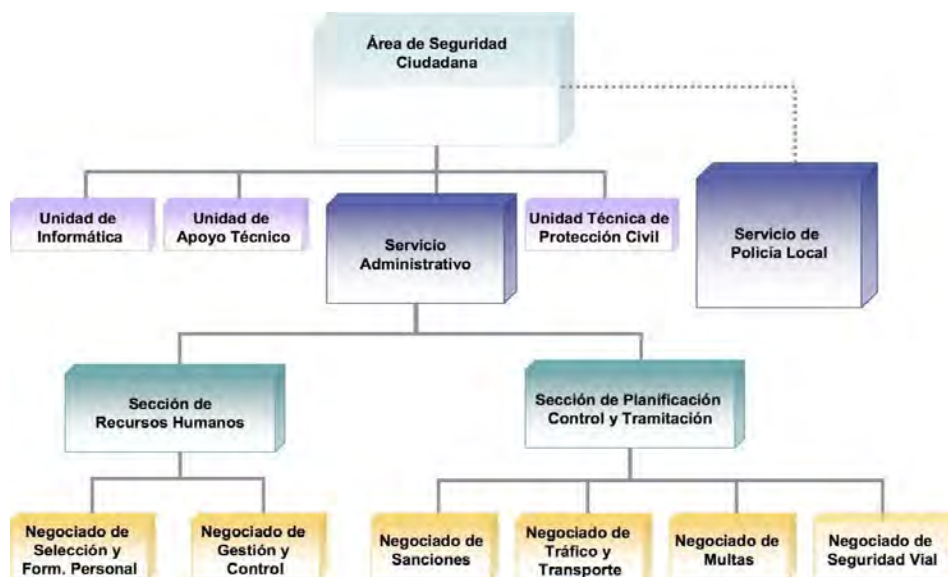 Área de Seguridad
Ciudadana
Unidad de
Informática
Unidad de
Apoyo Técnico
Servicio
Administrativo
Unidad Técnica de
Protección Civil
Servicio de
Policía Local
Sección de
Recursos Humanos
Sección de Planificación
Control y Tramitación
Negociado de
Selección y
Form. Personal
Negociado de
Gestión y
Control
Negociado de
Sanciones
Negociado de
Tráfico y
Transporte
Negociado de
Multas
Negociado de
Seguridad Vial